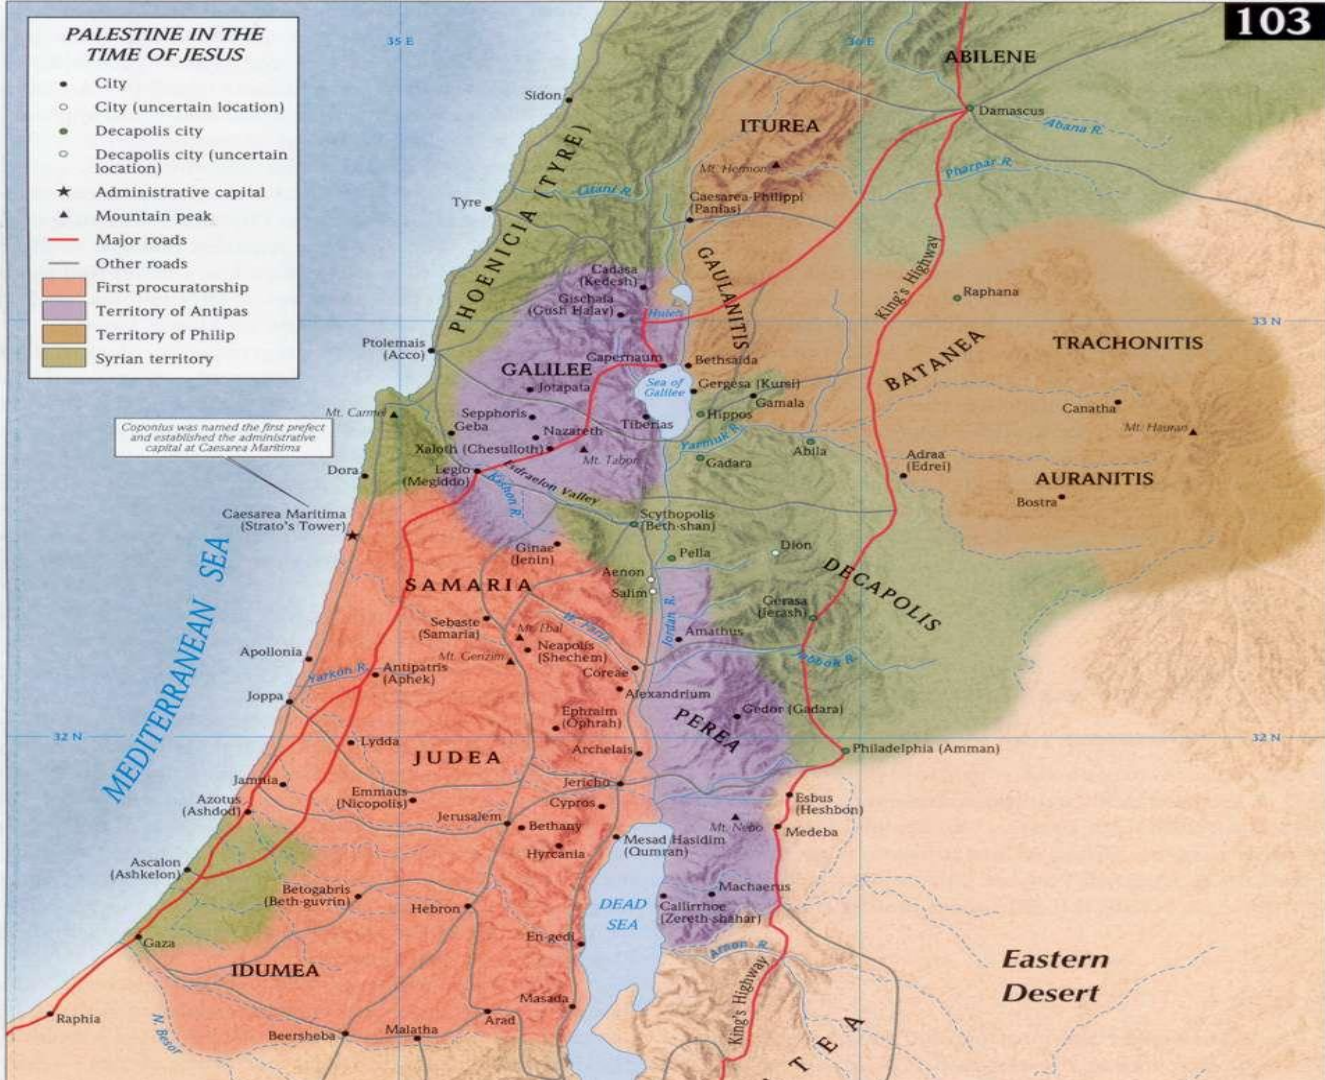 103
PALESTINE IN THE
TIME OF JESUS
City
City (uncertain location)
Decapolis city
Decapolis city (uncertain
location)
Administrative capital
Mountain peak
Major roads
Other roads
First procuratorship
Territory of Antipas
Territory of Philip
Syrian territory
35 E
36 E
ABILENE
Sidon
Damascus
Abana R.
ITUREA
Pharpar R.
Mt. Hermon
PHOENICIA (TYRE)
Litani R.
Tyre
Caesarea-Philippi
(Panias)
King's Highway
GAULANITIS
Cadasa
(Kedesh)
Gischala
(Gush Halav)
Raphana
Huleh
33 N
Ptolemais
(Acco)
BATANEA
TRACHONITIS
Capernaum
Bethsaida
GALILEE
Jotapata
Sea of
Galilee
Gergesa (Kursi)
Gamala
Canatha
Mt. Carmel
Sepphoris
Hippos
Geba
Nazareth
Tiberias
Mt. Hauran
Coponius was named the first prefect
and established the administrative
capital at Caesarea Maritima
Yarmuk R.
Xaloth (Chesulloth)
Mt. Tabor
Abila
Gadara
Adraa
(Edrei)
Dora
Legio
(Megiddo)
Esdraelon Valley
Kishon R.
AURANITIS
Bostra
Caesarea Maritima
(Strato's Tower)
Scythopolis
(Beth-shan)
Ginae
(Jenin)
Pella
Dion
MEDITERRANEAN SEA
SAMARIA
Aenon
Salim
DECAPOLIS
Gerasa
(Jerash)
Jordan R.
Sebaste
(Samaria)
Mt. Ebal
W. Faria
Amathus
Neapolis
(Shechem)
Mt. Gerizim
Apollonia
Jabbok R.
Yarkon R.
Antipatris
(Aphek)
Coreae
Alexandrium
Joppa
Ephraim
(Ophrah)
Gedor (Gadara)
PEREA
32 N
32 N
Lydda
JUDEA
Archelais
Philadelphia (Amman)
Jamnia
Jericho
Emmaus
(Nicopolis)
Azotus
(Ashdod)
Cypros
Esbus
(Heshbon)
Jerusalem
Bethany
Mt. Nebo
Medeba
Hyrcania
Mesad Hasidim
(Qumran)
Ascalon
(Ashkelon)
Betogabris
(Beth-guvrin)
Machaerus
Hebron
DEAD
SEA
Callirrhoe
(Zereth-shahar)
Gaza
En-gedi
Arnon R.
IDUMEA
Eastern
Desert
King's Highway
Masada
Raphia
N. Besor
Arad
Beersheba
Malatha
TEA